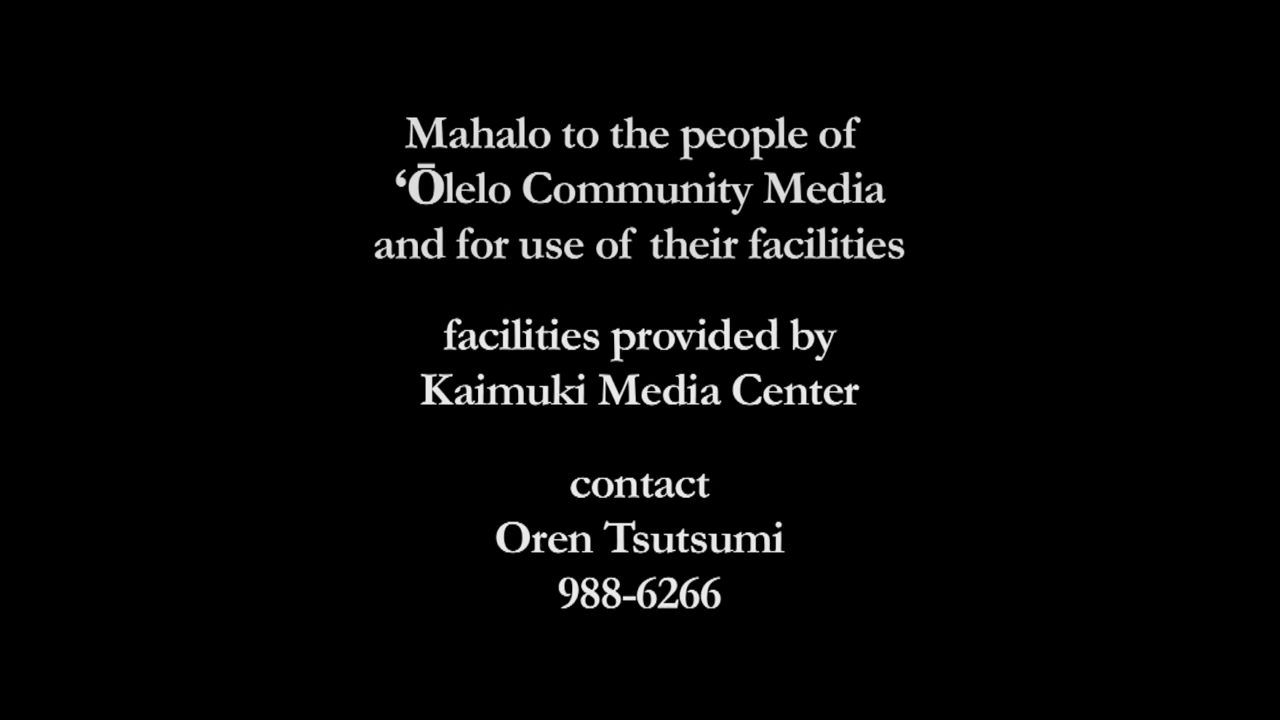 Mahalo to the people of
‘Ōlelo Community Media
and for use of their facilities
facilities provided by
Kaimuki Media Center
contact
Oren Tsutsumi
988-6266